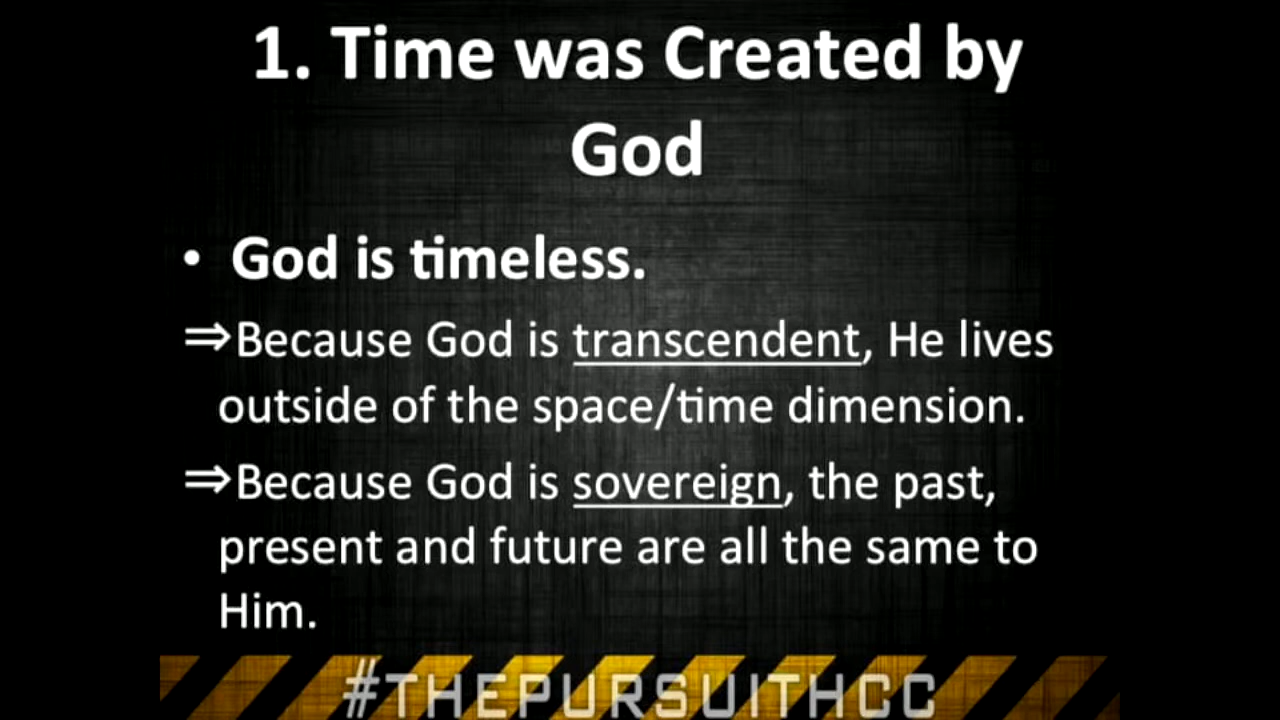 1. Time was Created by
God
• God is timeless.
⇒Because God is transcendent, He lives
outside of the space/time dimension.
⇒Because God is sovereign, the past,
present and future are all the same to
Him.
#THEPURSUITHCC